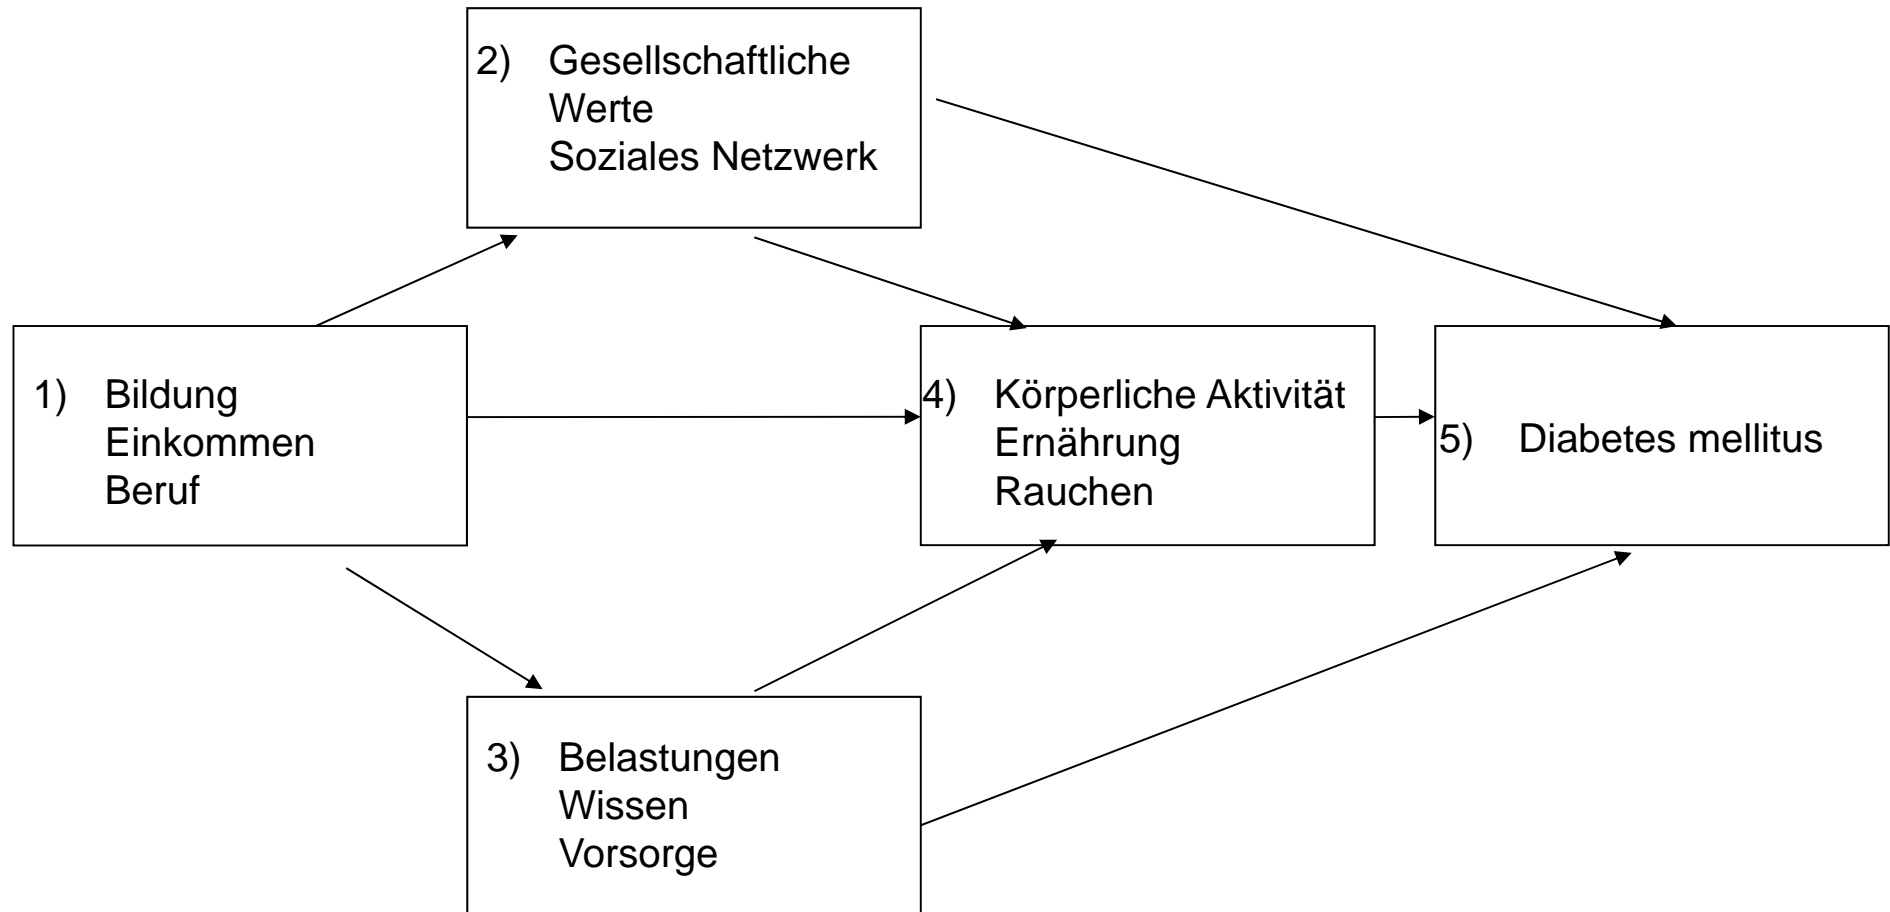 2) Gesellschaftliche
Werte
Soziales Netzwerk
1) Bildung
Einkommen
Beruf
4) Körperliche Aktivität
Ernährung
Rauchen
5) Diabetes mellitus
3) Belastungen
Wissen
Vorsorge